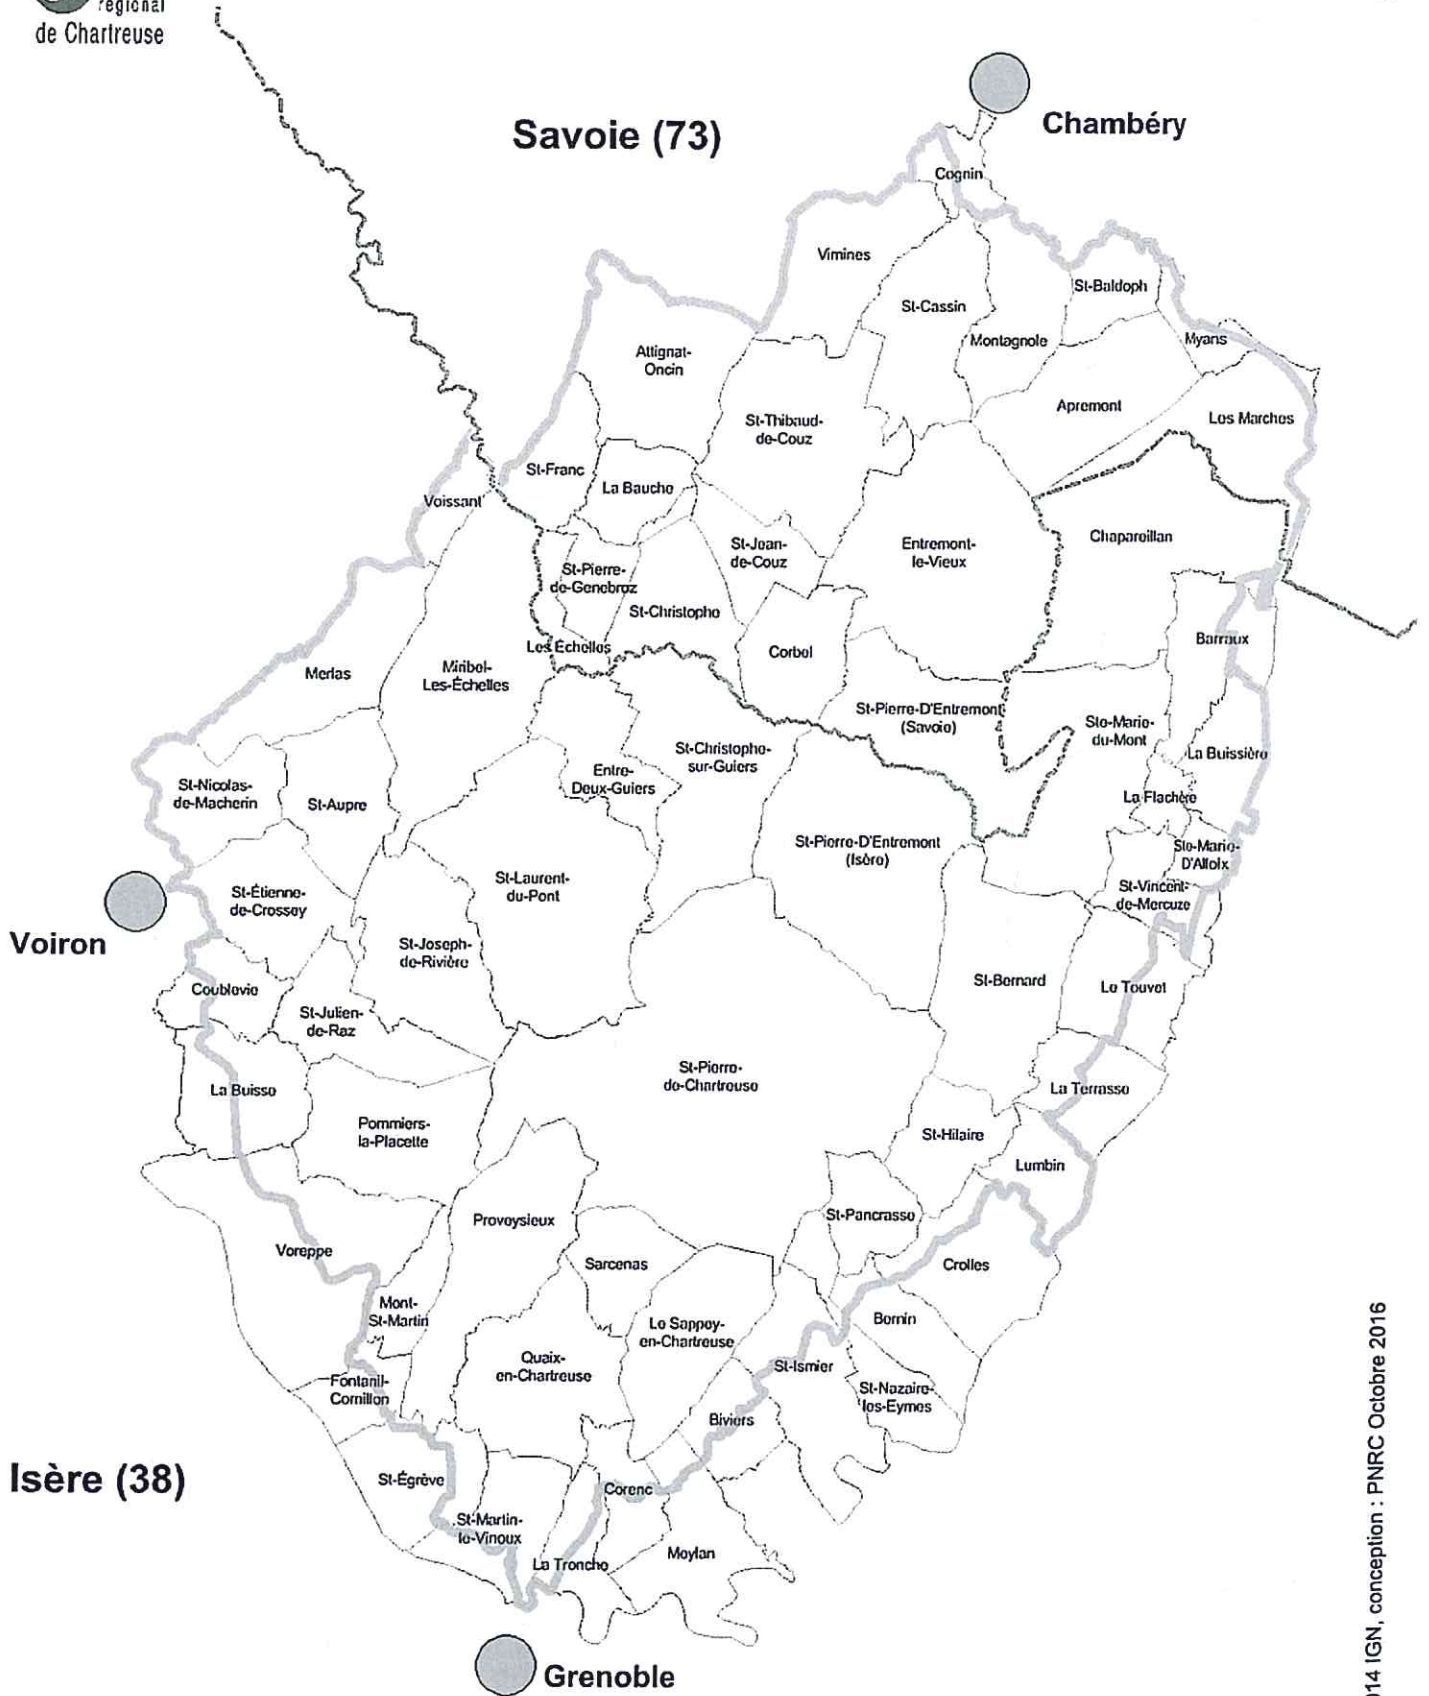 régional
de Chartreuse
Savoie (73)
Chambéry
Cognin
Vimines
St-Cassin
St-Baldoph
Montagnole
Myans
Attignat-
Oncin
Apremont
Les Marches
St-Thibaud-
de-Couz
St-Franc
La Bauche
Voissant
Chapareillan
Entremont-
le-Vieux
St-Jean-
de-Couz
St-Pierre-
de-Genebroz
St-Christophe
Les Échelles
Corbel
Barraux
Merlas
Miribel-
Les-Échelles
St-Pierre-D'Entremont
(Savoie)
Ste-Marie-
du-Mont
St-Christophe-
sur-Guiers
La Buissière
Entre-
Deux-Guiers
St-Nicolas-
de-Macherin
St-Aupre
La Flachère
St-Pierre-D'Entremont
(Isère)
Ste-Marie-
D'Alloix
St-Vincent-
de-Mercuze
St-Laurent-
du-Pont
St-Étienne-
de-Crossey
Voiron
St-Joseph-
de-Rivière
St-Bernard
Le Touvet
Coublevie
St-Julien-
de-Raz
St-Pierre-
de-Chartreuse
La Buisse
La Terrasse
Pommiers-
la-Placette
St-Hilaire
Lumbin
Proveysieux
St-Pancrasse
Voreppe
Sarcenas
Crolles
Mont-
St-Martin
Bernin
Le Sappey-
en-Chartreuse
Quaix-
en-Chartreuse
St-Ismier
Fontanil-
Cornillon
St-Nazaire-
les-Eymes
Biviers
Isère (38)
St-Égrève
Corenc
St-Martin-
le-Vinoux
La Tronche
Meylan
Grenoble
014 IGN, conception : PNRC Octobre 2016